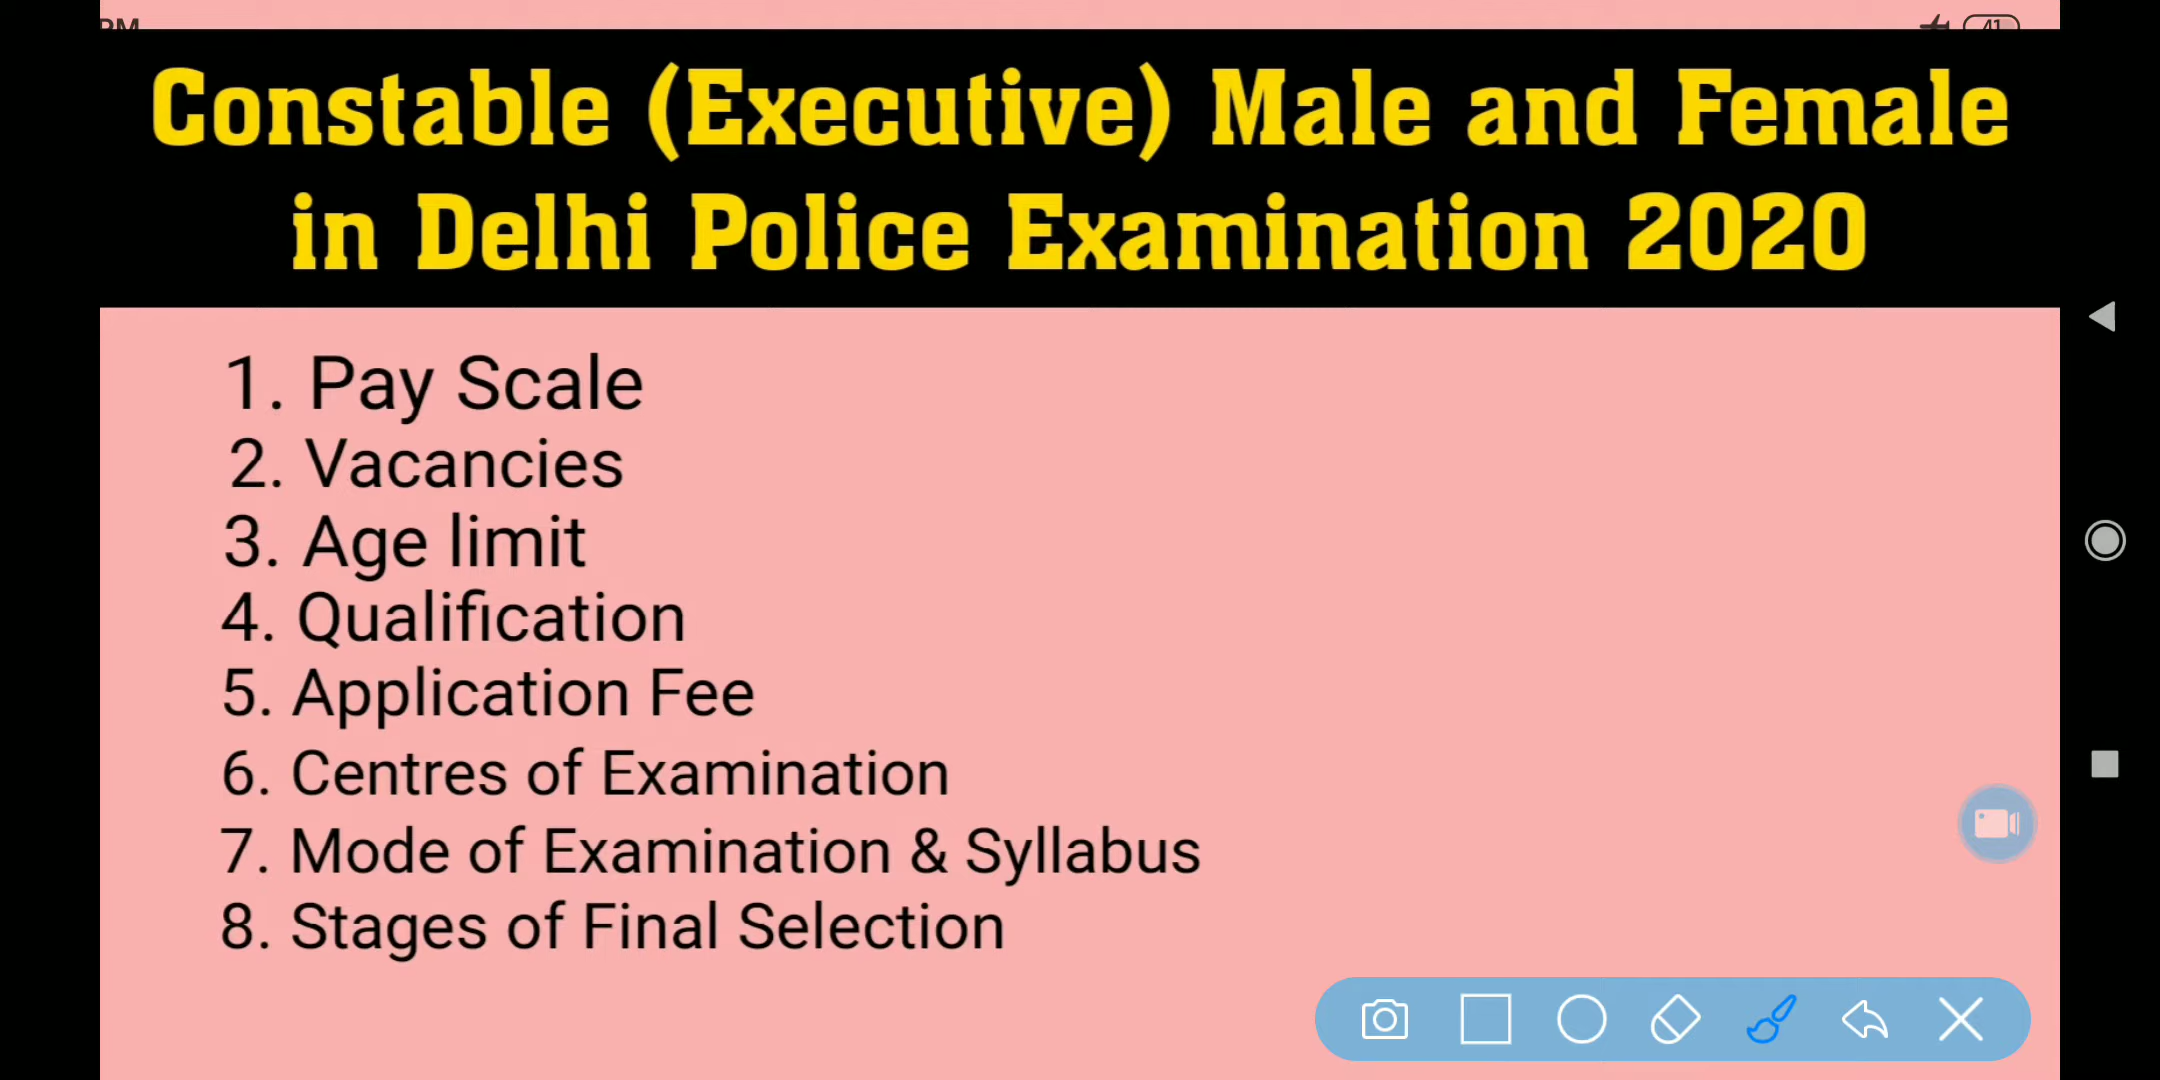 41
Constable (Executive) Male and Female
in Delhi Police Examination 2020
1. Pay Scale
2. Vacancies
3. Age limit
4. Qualification
5. Application Fee
6. Centres of Examination
7. Mode of Examination & Syllabus
8. Stages of Final Selection